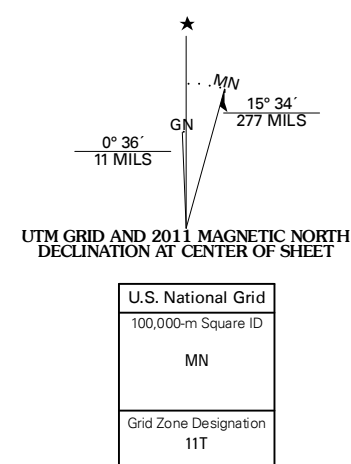 ★
MN
15° 34´
277 MILS
GN
0° 36´
11 MILS
UTM GRID AND 2011 MAGNETIC NORTH
DECLINATION AT CENTER OF SHEET
U.S. National Grid
100,000-m Square ID
MN
Grid Zone Designation
11T